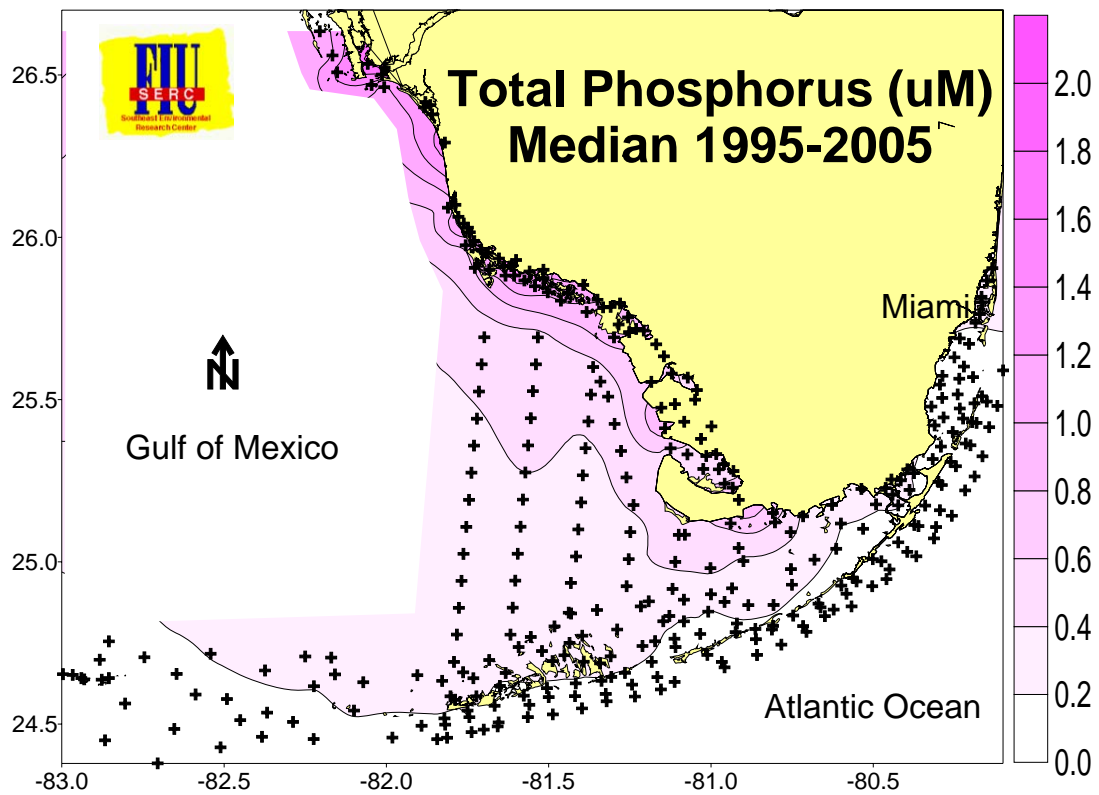 FIU
SERC
Southeast Environmental
Research Center
Total Phosphorus (uM)
Median 1995-2005
Miami
N
Gulf of Mexico
Atlantic Ocean
26.5
26.0
25.5
25.0
24.5
-83.0
-82.5
-82.0
-81.5
-81.0
-80.5
2.0
1.8
1.6
1.4
1.2
1.0
0.8
0.6
0.4
0.2
0.0